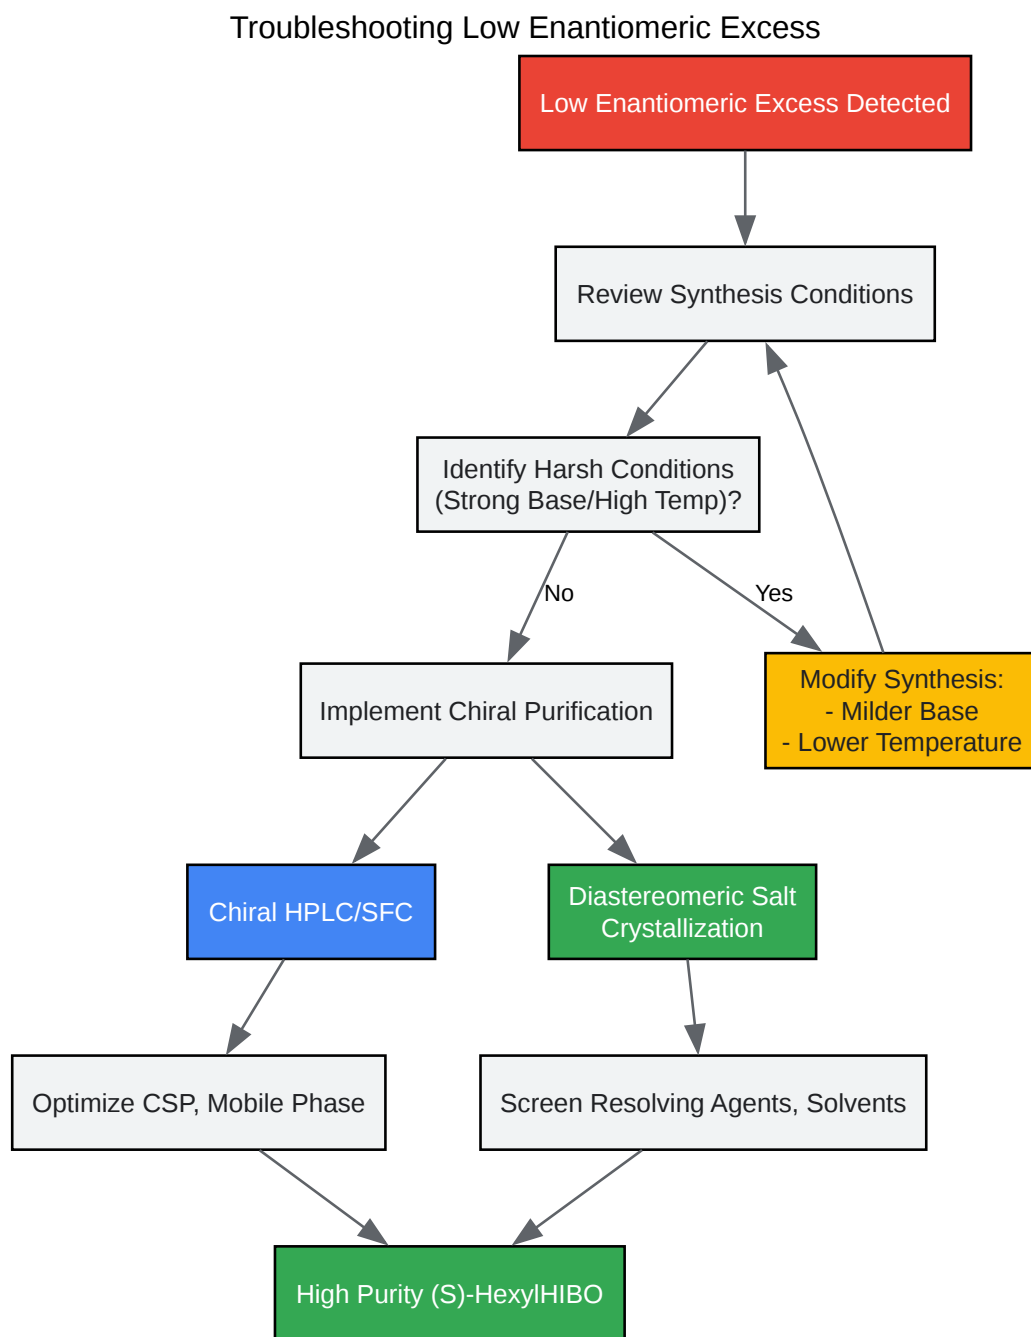 Troubleshooting Low Enantiomeric Excess
Low Enantiomeric Excess Detected
Review Synthesis Conditions
Identify Harsh Conditions
(Strong Base/High Temp)?
No
Yes
Implement Chiral Purification
Modify Synthesis:
- Milder Base
- Lower Temperature
Chiral HPLC/SFC
Diastereomeric Salt
Crystallization
Optimize CSP, Mobile Phase
Screen Resolving Agents, Solvents
High Purity (S)-HexylHIBO